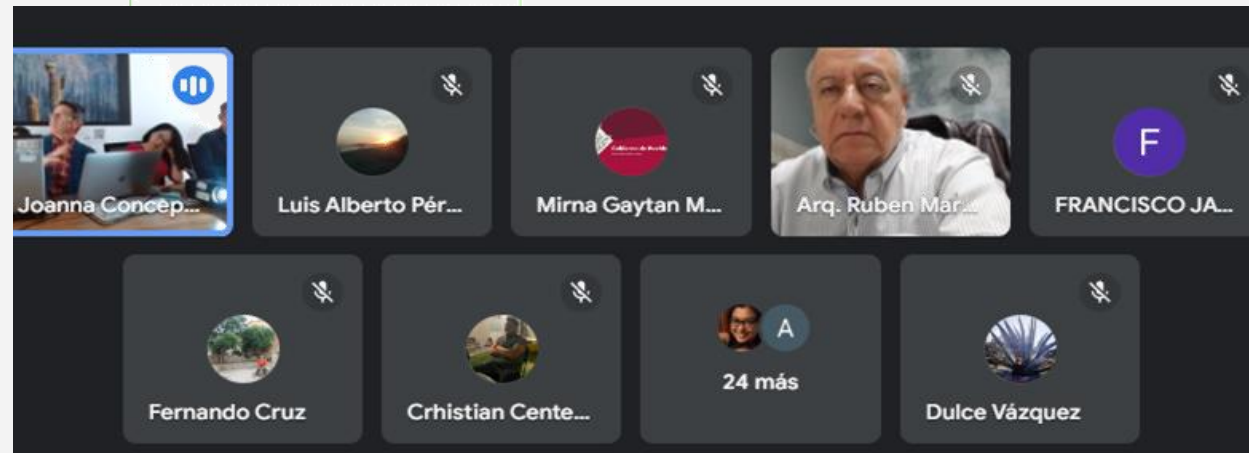 Joanna Concep...
Luis Alberto Pér...
Mirna Gaytan M...
Arq. Ruben Mar...
F
FRANCISCO JA...
Fernando Cruz
Crhistian Cente...
A
24 más
Dulce Vázquez